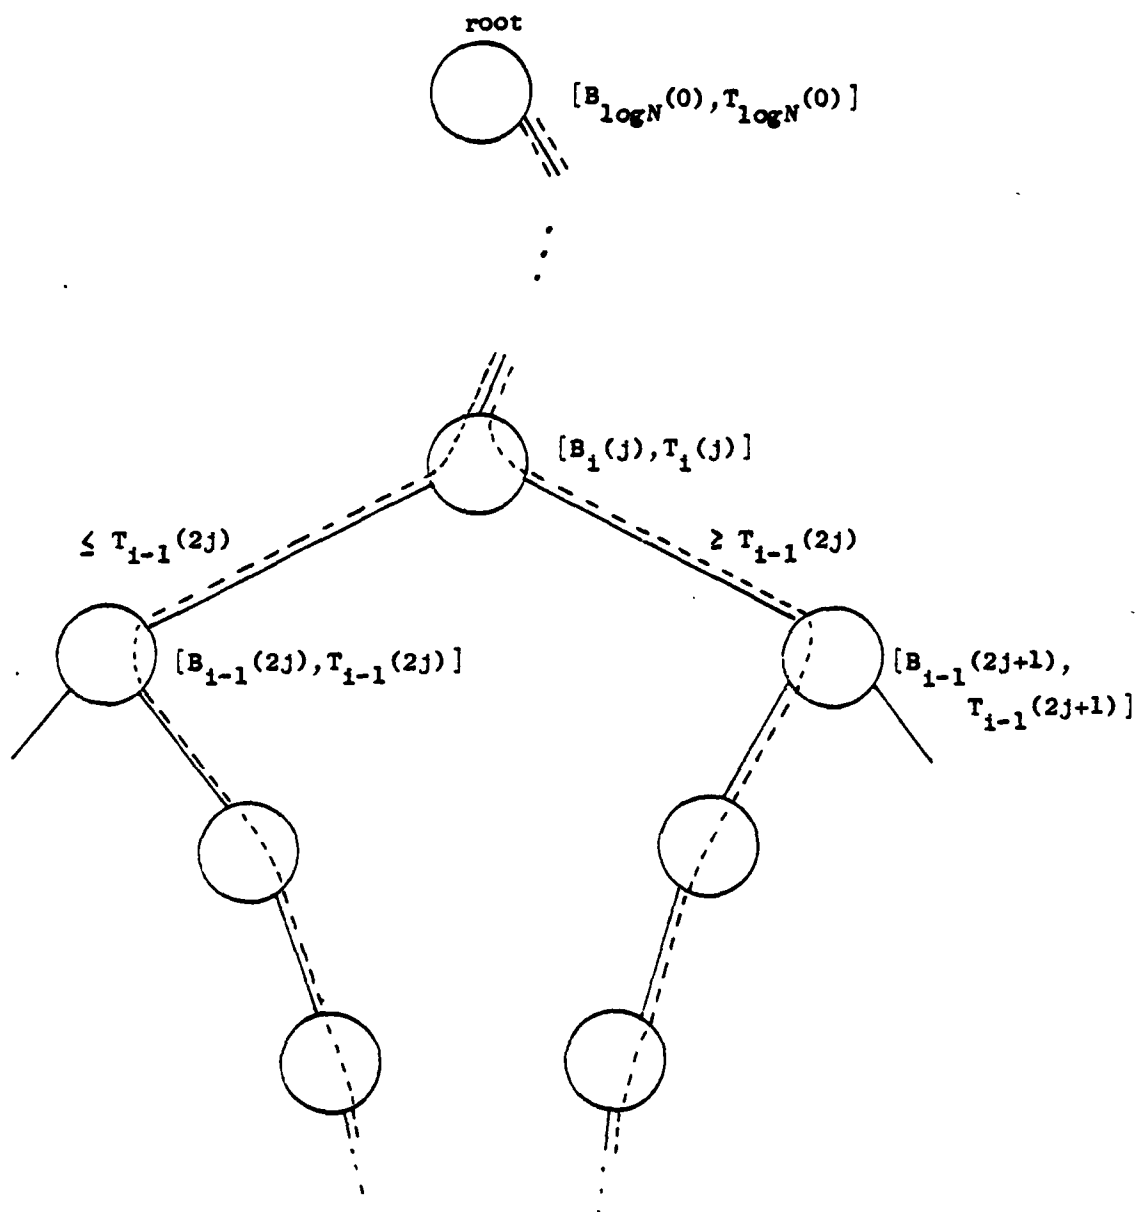 root
[B_logN(0),T_logN(0)]
[B_i(j),T_i(j)]
≤ T_i-1(2j)
≥ T_i-1(2j)
[B_i-1(2j),T_i-1(2j)]
[B_i-1(2j+1),
T_i-1(2j+1)]